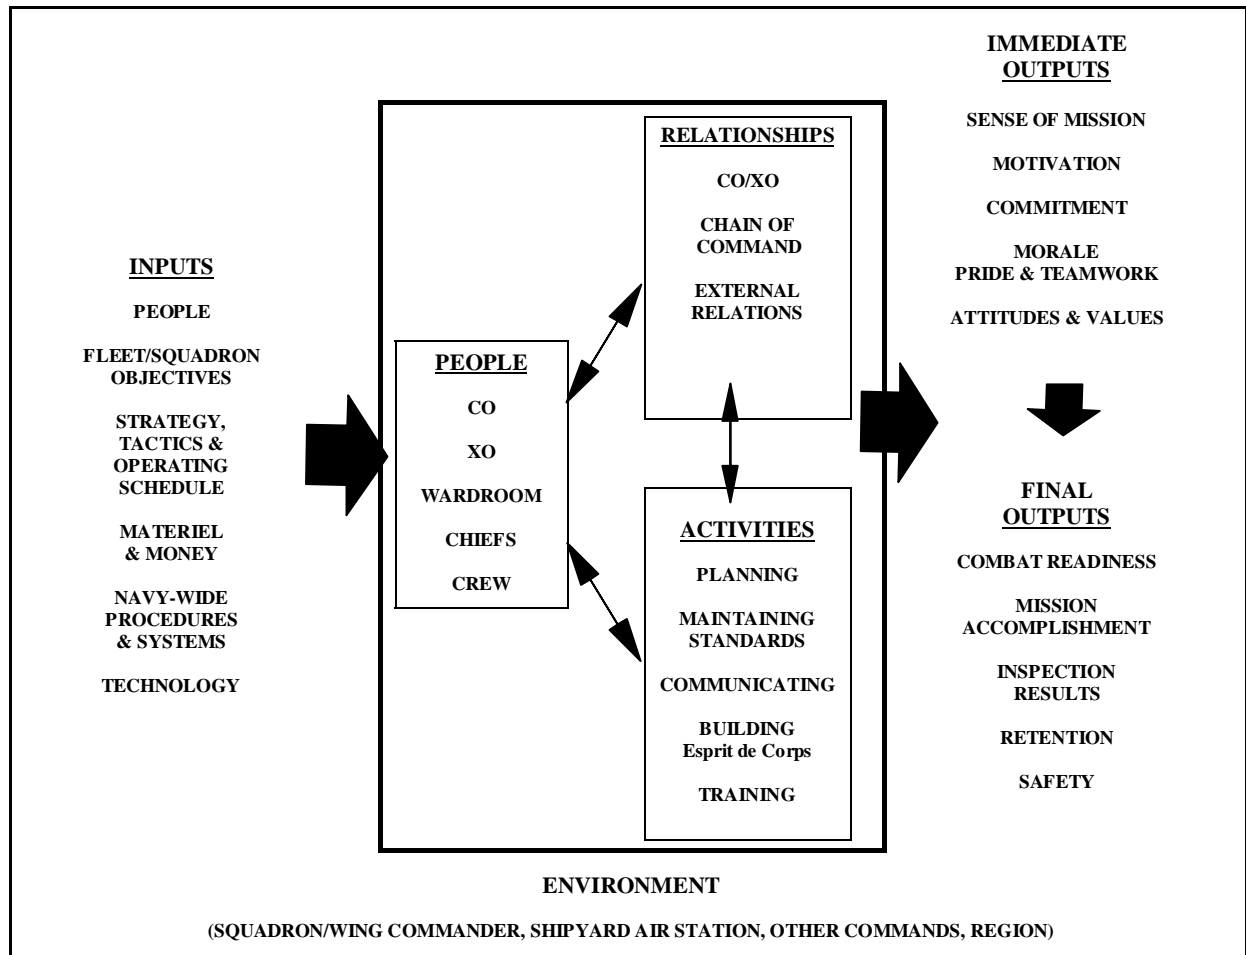 INPUTS
PEOPLE
FLEET/SQUADRON
OBJECTIVES
STRATEGY,
TACTICS &
OPERATING
SCHEDULE
MATERIEL
& MONEY
NAVY-WIDE
PROCEDURES
& SYSTEMS
TECHNOLOGY
PEOPLE
CO
XO
WARDROOM
CHIEFS
CREW
RELATIONSHIPS
CO/XO
CHAIN OF
COMMAND
EXTERNAL
RELATIONS
ACTIVITIES
PLANNING
MAINTAINING
STANDARDS
COMMUNICATING
BUILDING
Esprit de Corps
TRAINING
IMMEDIATE
OUTPUTS
SENSE OF MISSION
MOTIVATION
COMMITMENT
MORALE
PRIDE & TEAMWORK
ATTITUDES & VALUES
FINAL
OUTPUTS
COMBAT READINESS
MISSION
ACCOMPLISHMENT
INSPECTION
RESULTS
RETENTION
SAFETY
ENVIRONMENT
(SQUADRON/WING COMMANDER, SHIPYARD AIR STATION, OTHER COMMANDS, REGION)